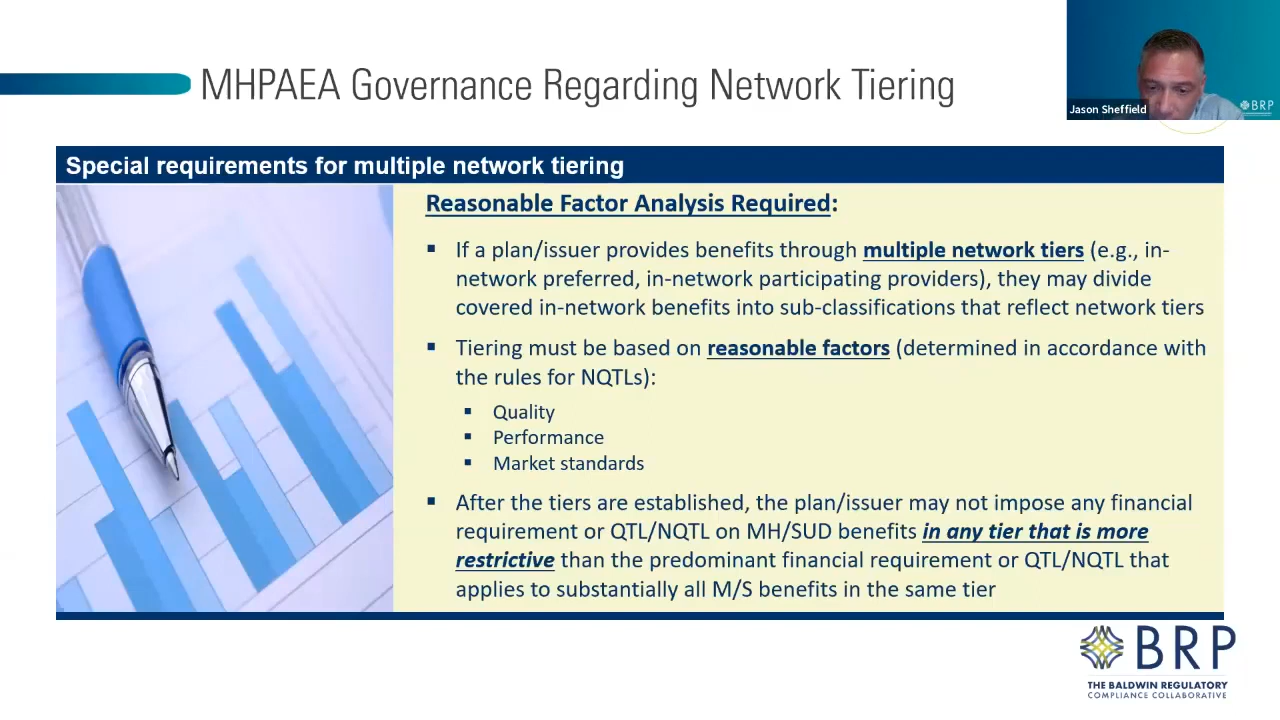 MHPAEA Governance Regarding Network Tiering
Jason Sheffield
BRP
Special requirements for multiple network tiering
Reasonable Factor Analysis Required:
▪ If a plan/issuer provides benefits through multiple network tiers (e.g., in-
network preferred, in-network participating providers), they may divide
covered in-network benefits into sub-classifications that reflect network tiers
▪ Tiering must be based on reasonable factors (determined in accordance with
the rules for NQTLs):
▪ Quality
▪ Performance
▪ Market standards
▪ After the tiers are established, the plan/issuer may not impose any financial
requirement or QTL/NQTL on MH/SUD benefits in any tier that is more
restrictive than the predominant financial requirement or QTL/NQTL that
applies to substantially all M/S benefits in the same tier
BRP
THE BALDWIN REGULATORY
COMPLIANCE COLLABORATIVE